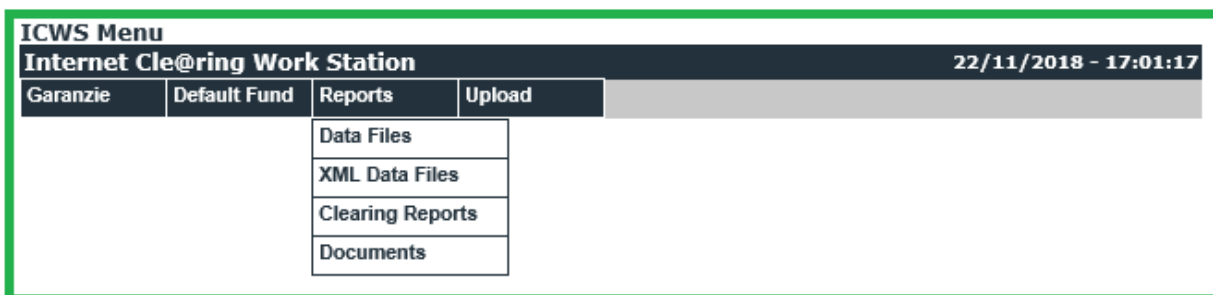 ICWS Menu
Internet Cle@ring Work Station 22/11/2018 - 17:01:17
Garanzie Default Fund Reports Upload
Data Files
XML Data Files
Clearing Reports
Documents